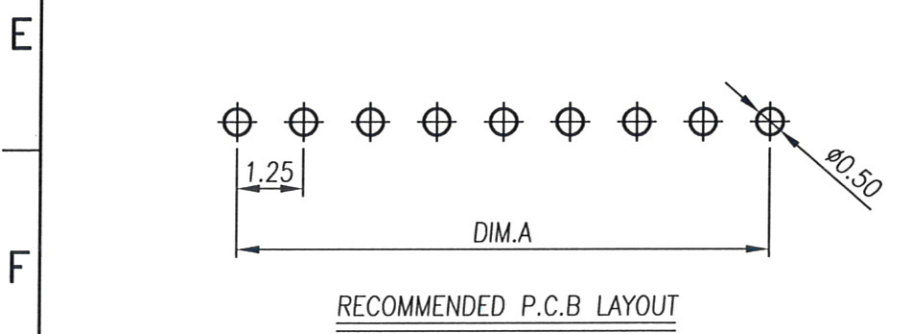 E
1.25
ø0.50
DIM.A
F
RECOMMENDED P.C.B LAYOUT